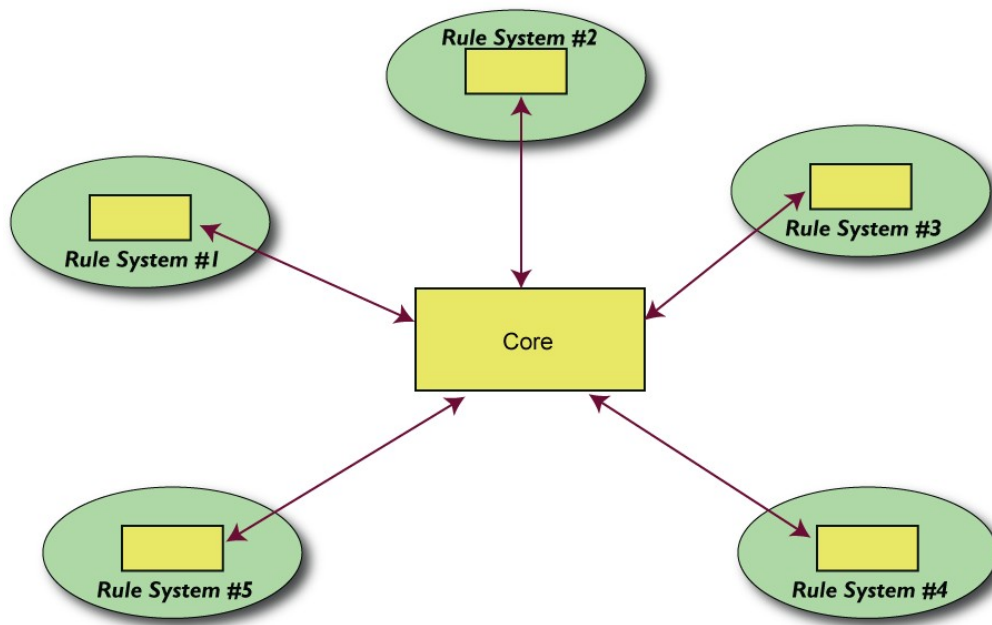 Rule System #2
Rule System #1
Rule System #3
Core
Rule System #5
Rule System #4